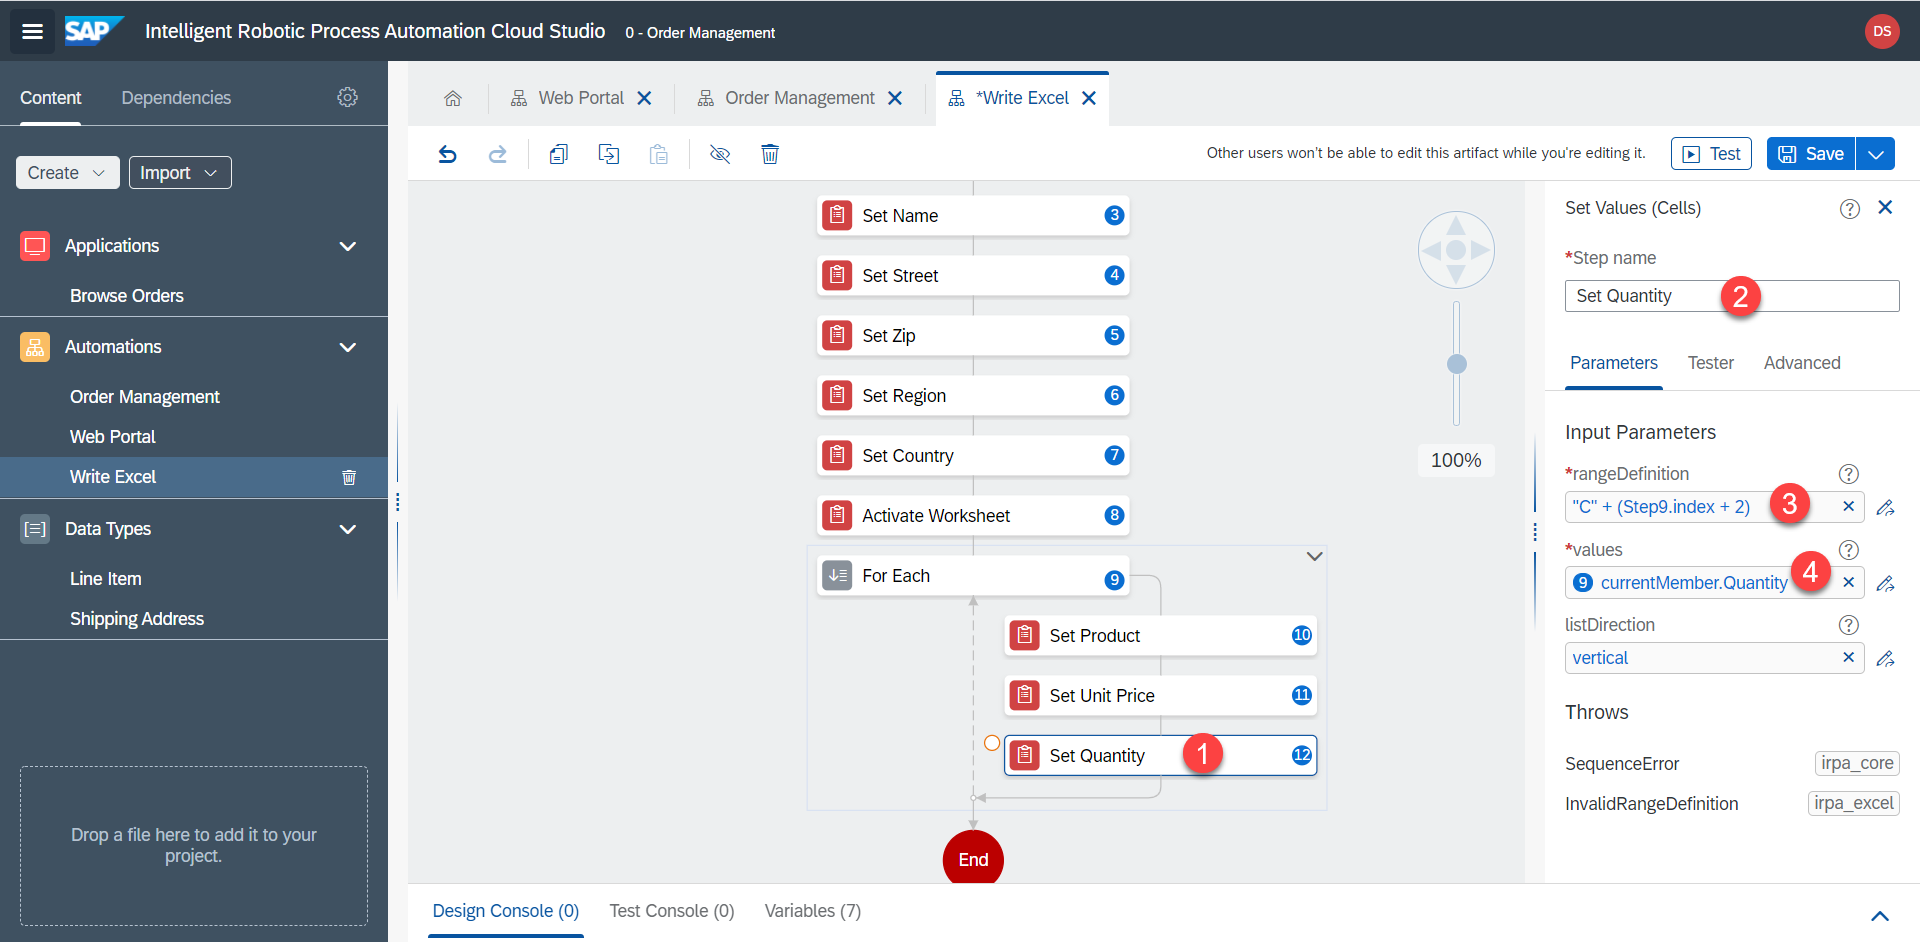 SAP Intelligent Robotic Process Automation Cloud Studio 0 - Order Management DS
Content Dependencies
Create Import
Applications
Browse Orders
Automations
Order Management
Web Portal
Write Excel
Data Types
Line Item
Shipping Address
Drop a file here to add it to your
project.
Web Portal Order Management *Write Excel
Other users won't be able to edit this artifact while you're editing it. Test Save
Set Name 3
Set Street 4
Set Zip 5
Set Region 6
Set Country 7
Activate Worksheet 8
For Each 9
Set Product 10
Set Unit Price 11
Set Quantity 1 12
End
100%
Set Values (Cells) ?
*Step name
Set Quantity 2
Parameters Tester Advanced
Input Parameters
*rangeDefinition ?
"C" + (Step9.index + 2) 3
*values ?
9 currentMember.Quantity 4
listDirection ?
vertical
Throws
SequenceError irpa_core
InvalidRangeDefinition irpa_excel
Design Console (0) Test Console (0) Variables (7)